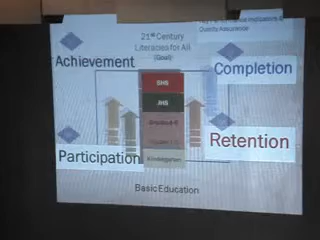 21st Century
Literacies for All
(Goal)
Achievement
Completion
SHS
JHS
Participation
Retention
Kindergarten
Basic Education